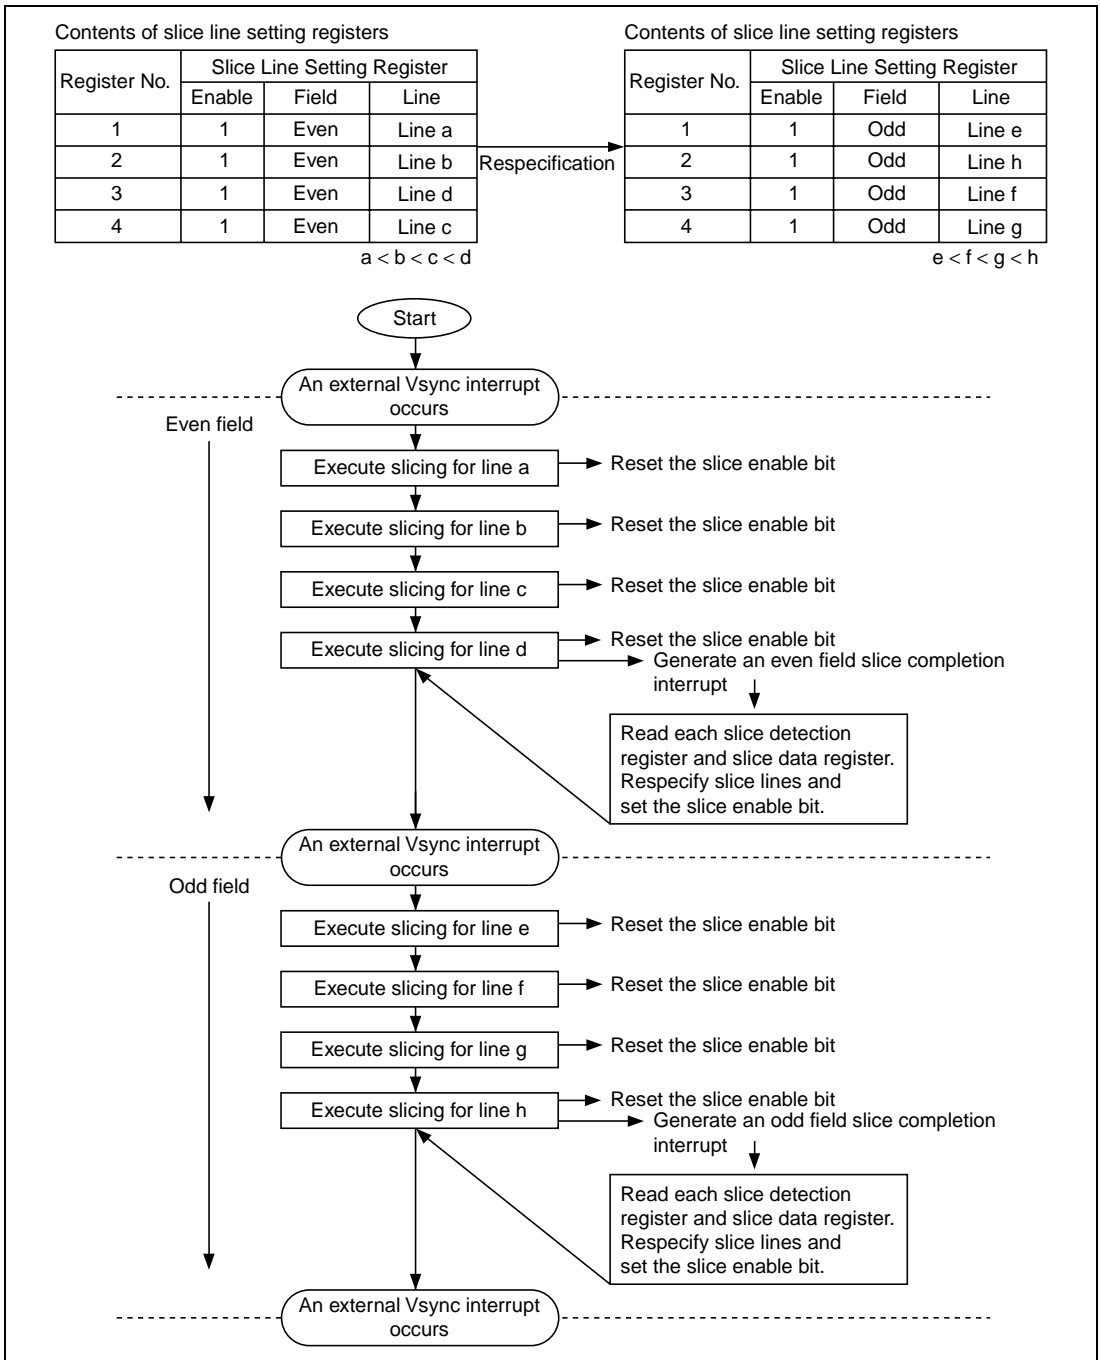 Contents of slice line setting registers
Register No. Slice Line Setting Register
Enable Field Line
1 1 Even Line a
2 1 Even Line b
3 1 Even Line d
4 1 Even Line c
a < b < c < d
Respecification
Contents of slice line setting registers
Register No. Slice Line Setting Register
Enable Field Line
1 1 Odd Line e
2 1 Odd Line h
3 1 Odd Line f
4 1 Odd Line g
e < f < g < h
Start
An external Vsync interrupt
occurs
Even field
Execute slicing for line a
Reset the slice enable bit
Execute slicing for line b
Reset the slice enable bit
Execute slicing for line c
Reset the slice enable bit
Execute slicing for line d
Reset the slice enable bit
Generate an even field slice completion
interrupt
Read each slice detection
register and slice data register.
Respecify slice lines and
set the slice enable bit.
An external Vsync interrupt
occurs
Odd field
Execute slicing for line e
Reset the slice enable bit
Execute slicing for line f
Reset the slice enable bit
Execute slicing for line g
Reset the slice enable bit
Execute slicing for line h
Reset the slice enable bit
Generate an odd field slice completion
interrupt
Read each slice detection
register and slice data register.
Respecify slice lines and
set the slice enable bit.
An external Vsync interrupt
occurs